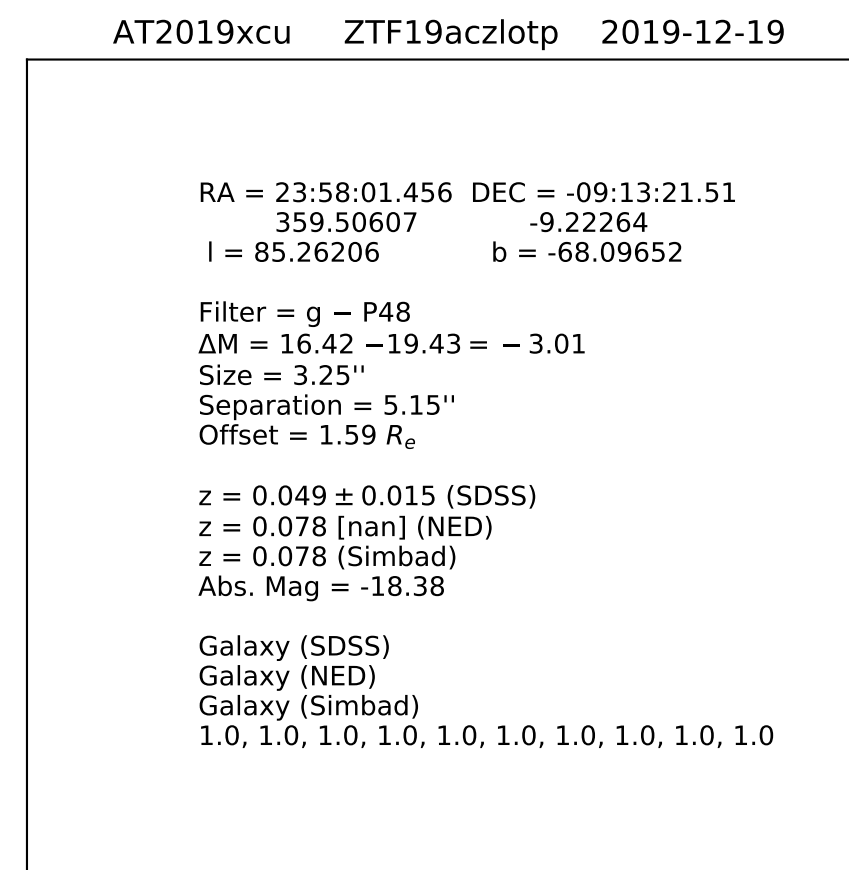 AT2019xcu ZTF19aczlotp 2019-12-19
RA = 23:58:01.456 DEC = -09:13:21.51
359.50607 -9.22264
l = 85.26206 b = -68.09652
Filter = g − P48
ΔM = 16.42 −19.43 = − 3.01
Size = 3.25''
Separation = 5.15''
Offset = 1.59 Re
z = 0.049 ± 0.015 (SDSS)
z = 0.078 [nan] (NED)
z = 0.078 (Simbad)
Abs. Mag = -18.38
Galaxy (SDSS)
Galaxy (NED)
Galaxy (Simbad)
1.0, 1.0, 1.0, 1.0, 1.0, 1.0, 1.0, 1.0, 1.0, 1.0